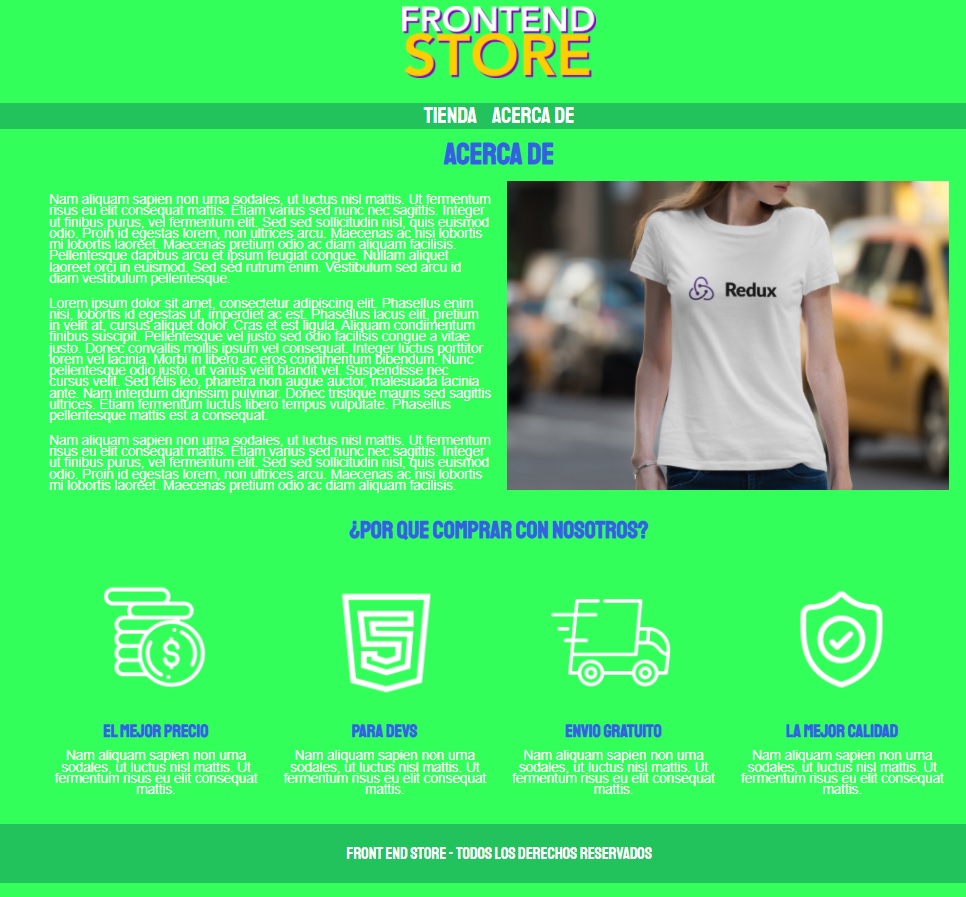 FRONTEND
STORE
TIENDA ACERCA DE
ACERCA DE
Nam aliquam sapien non urna sodales, ut luctus nisl mattis. Ut fermentum
risus eu elit consequat mattis. Etiam varius sed nunc nec sagittis. Integer
ut finibus purus, vel fermentum elit. Sed sed sollicitudin nisl, quis euismod
odio. Proin id egestas lorem, non ultrices arcu. Maecenas ac nisi lobortis
mi lobortis laoreet. Maecenas pretium odio ac diam aliquam facilisis.
Pellentesque dapibus arcu et ipsum feugiat congue. Nullam aliquet
laoreet orci in euismod. Sed sed rutrum enim. Vestibulum sed arcu id
diam vestibulum pellentesque.
Lorem ipsum dolor sit amet, consectetur adipiscing elit. Phasellus enim
nisi, lobortis id egestas ut, imperdiet ac est. Phasellus lacus elit, pretium
in velit at, cursus aliquet dolor. Cras et est ligula. Aliquam condimentum
finibus suscipit. Pellentesque vel justo sed odio facilisis congue a vitae
justo. Donec convallis mollis ipsum vel consequat. Integer luctus porttitor
lorem vel lacinia. Morbi in libero ac eros condimentum bibendum. Nunc
pellentesque odio justo, ut varius velit blandit vel. Suspendisse nec
cursus velit. Sed felis leo, pharetra non augue auctor, malesuada lacinia
ante. Nam interdum dignissim pulvinar. Donec tristique mauris sed sagittis
ultrices. Etiam fermentum luctus libero tempus vulputate. Phasellus
pellentesque mattis est a consequat.
Nam aliquam sapien non urna sodales, ut luctus nisl mattis. Ut fermentum
risus eu elit consequat mattis. Etiam varius sed nunc nec sagittis. Integer
ut finibus purus, vel fermentum elit. Sed sed sollicitudin nisl, quis euismod
odio. Proin id egestas lorem, non ultrices arcu. Maecenas ac nisi lobortis
mi lobortis laoreet. Maecenas pretium odio ac diam aliquam facilisis.
Redux
¿POR QUE COMPRAR CON NOSOTROS?
$
5
EL MEJOR PRECIO
Nam aliquam sapien non urna
sodales, ut luctus nisl mattis. Ut
fermentum risus eu elit consequat
mattis.
PARA DEVS
Nam aliquam sapien non urna
sodales, ut luctus nisl mattis. Ut
fermentum risus eu elit consequat
mattis.
ENVIO GRATUITO
Nam aliquam sapien non urna
sodales, ut luctus nisl mattis. Ut
fermentum risus eu elit consequat
mattis.
LA MEJOR CALIDAD
Nam aliquam sapien non urna
sodales, ut luctus nisl mattis. Ut
fermentum risus eu elit consequat
mattis.
FRONT END STORE - TODOS LOS DERECHOS RESERVADOS